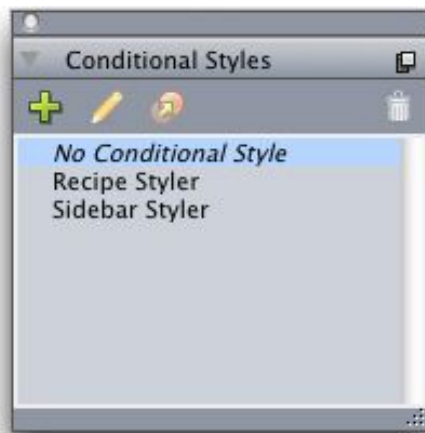 Conditional Styles
No Conditional Style
Recipe Styler
Sidebar Styler